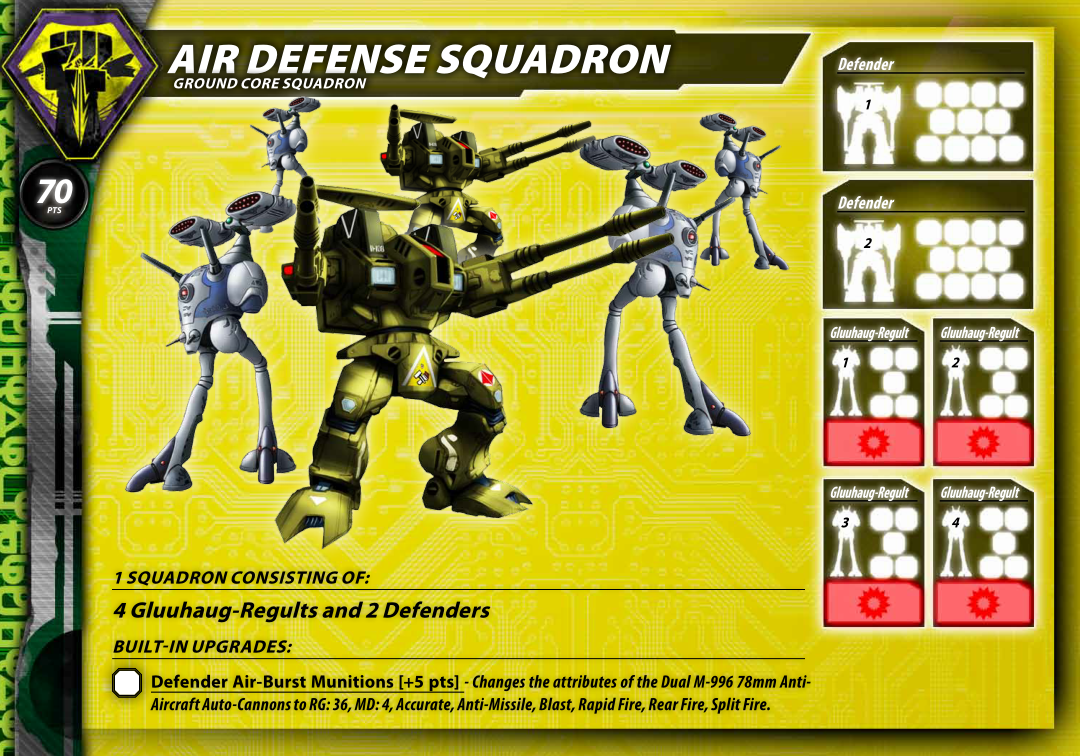 AIR DEFENSE SQUADRON
GROUND CORE SQUADRON
70
PTS
Defender
1
Defender
2
Gluuhaug-Regult
1
Gluuhaug-Regult
2
Gluuhaug-Regult
3
Gluuhaug-Regult
4
1 SQUADRON CONSISTING OF:
4 Gluuhaug-Regults and 2 Defenders
BUILT-IN UPGRADES:
Defender Air-Burst Munitions [+5 pts] - Changes the attributes of the Dual M-996 78mm Anti-
Aircraft Auto-Cannons to RG: 36, MD: 4, Accurate, Anti-Missile, Blast, Rapid Fire, Rear Fire, Split Fire.